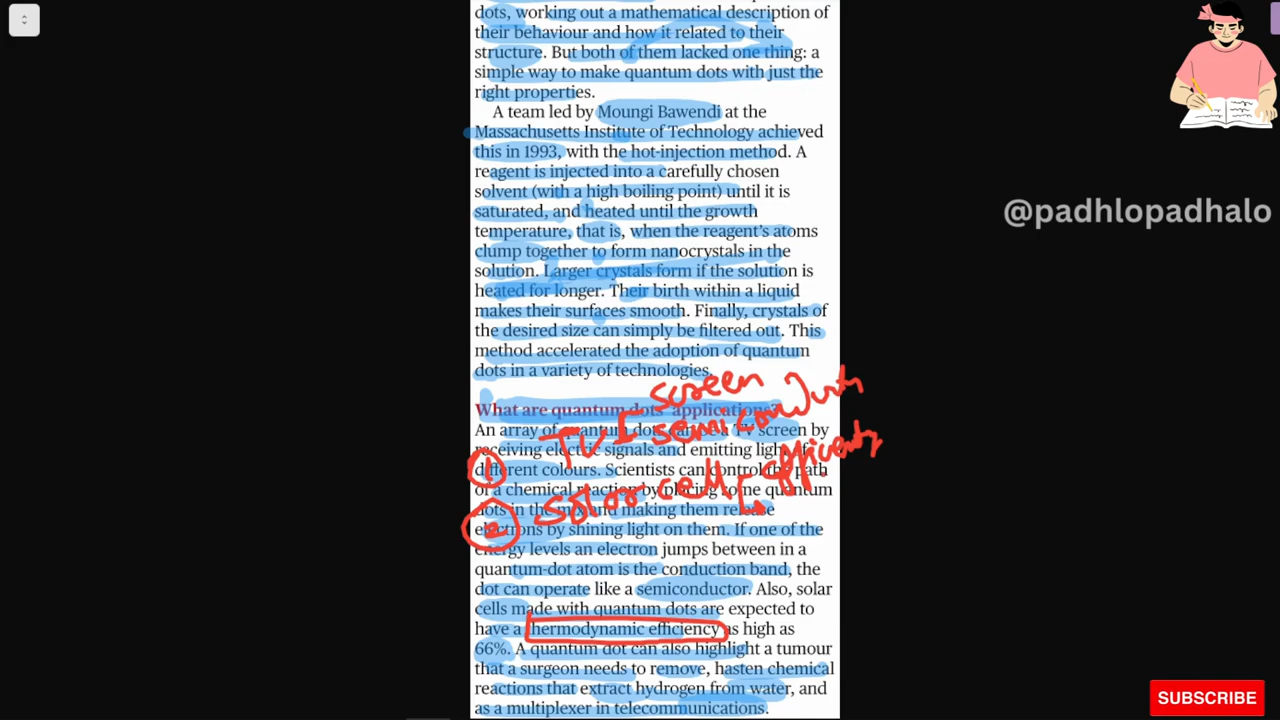 dots, working out a mathematical description of
their behaviour and how it related to their
structure. But both of them lacked one thing: a
simple way to make quantum dots with just the
right properties.
A team led by Moungi Bawendi at the
Massachusetts Institute of Technology achieved
this in 1993, with the hot-injection method. A
reagent is injected into a carefully chosen
solvent (with a high boiling point) until it is
saturated, and heated until the growth
temperature, that is, when the reagent's atoms
clump together to form nanocrystals in the
solution. Larger crystals form if the solution is
heated for longer. Their birth within a liquid
makes their surfaces smooth. Finally, crystals of
the desired size can simply be filtered out. This
method accelerated the adoption of quantum
dots in a variety of technologies.
What are quantum dots' applications?
An array of quantum dots can be a TV screen by
receiving electric signals and emitting light of
different colours. Scientists can control the path
of a chemical reaction by placing some quantum
dots in the mix and making them release
electrons by shining light on them. If one of the
energy levels an electron jumps between in a
quantum-dot atom is the conduction band, the
dot can operate like a semiconductor. Also, solar
cells made with quantum dots are expected to
have a thermodynamic efficiency as high as
66%. A quantum dot can also highlight a tumour
that a surgeon needs to remove, hasten chemical
reactions that extract hydrogen from water, and
as a multiplexer in telecommunications.
screen
① TV
② Solar cell
@padhlopadhalo
SUBSCRIBE